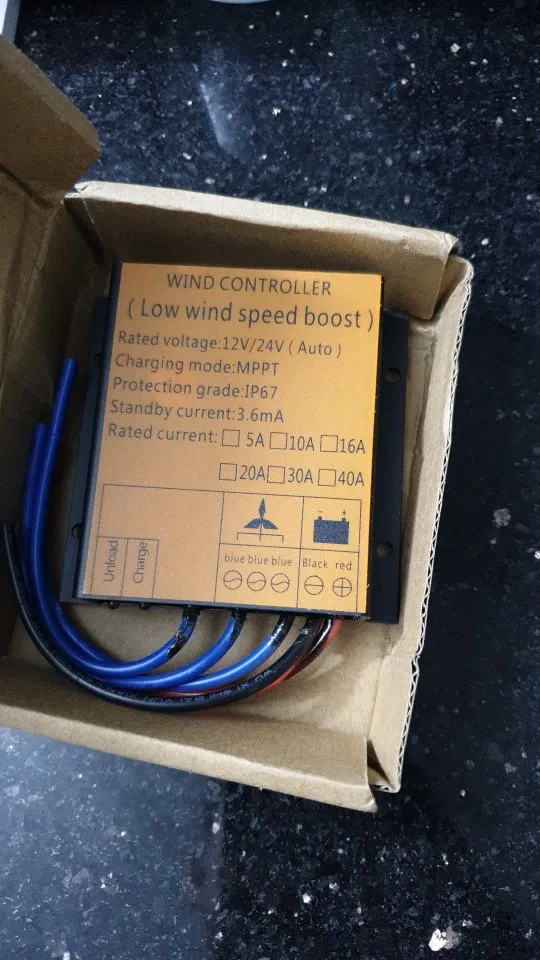 WIND CONTROLLER
( Low wind speed boost )
Rated voltage:12V/24V ( Auto )
Charging mode:MPPT
Protection grade:IP67
Standby current:3.6mA
Rated current: 5A 10A 16A
20A 30A 40A
Unload
Charge
blue blue blue
Black red